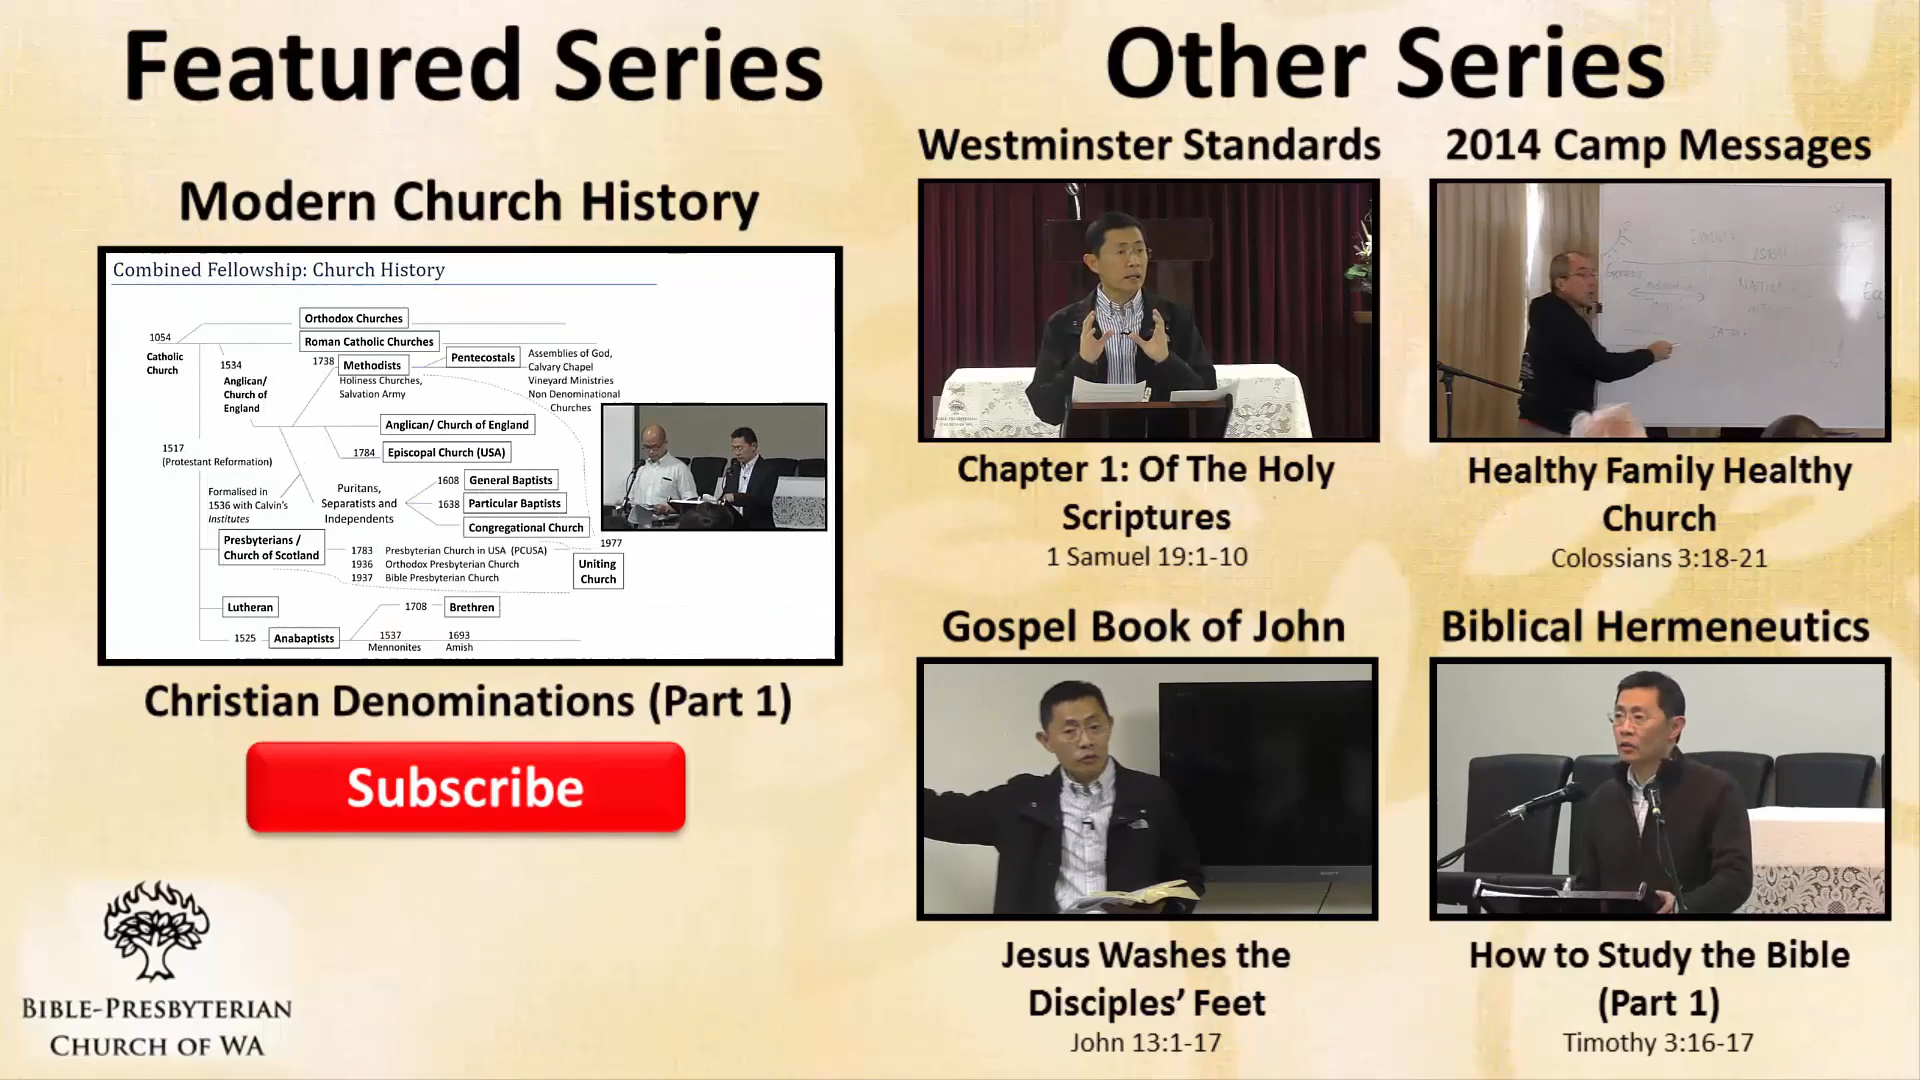 Featured Series
Modern Church History
Combined Fellowship: Church History
Orthodox Churches
1054
Roman Catholic Churches
Catholic
Church
1534
1738
Methodists
Pentecostals
Assemblies of God,
Calvary Chapel
Vineyard Ministries
Non Denominational
Churches
Anglican/
Church of
England
Holiness Churches,
Salvation Army
Anglican/ Church of England
1784
Episcopal Church (USA)
1517
(Protestant Reformation)
1608
General Baptists
Formalised in
1536 with Calvin's
Institutes
Puritans,
Separatists and
Independents
1638
Particular Baptists
Congregational Church
Presbyterians /
Church of Scotland
1783 Presbyterian Church in USA (PCUSA)
1936 Orthodox Presbyterian Church
1937 Bible Presbyterian Church
1977
Uniting
Church
Lutheran
1708
Brethren
1525
Anabaptists
1537
Mennonites
1693
Amish
Christian Denominations (Part 1)
Subscribe
BIBLE-PRESBYTERIAN
CHURCH OF WA
Other Series
Westminster Standards
Chapter 1: Of The Holy
Scriptures
1 Samuel 19:1-10
2014 Camp Messages
Healthy Family Healthy
Church
Colossians 3:18-21
Gospel Book of John
SONY
Jesus Washes the
Disciples’ Feet
John 13:1-17
Biblical Hermeneutics
How to Study the Bible
(Part 1)
Timothy 3:16-17